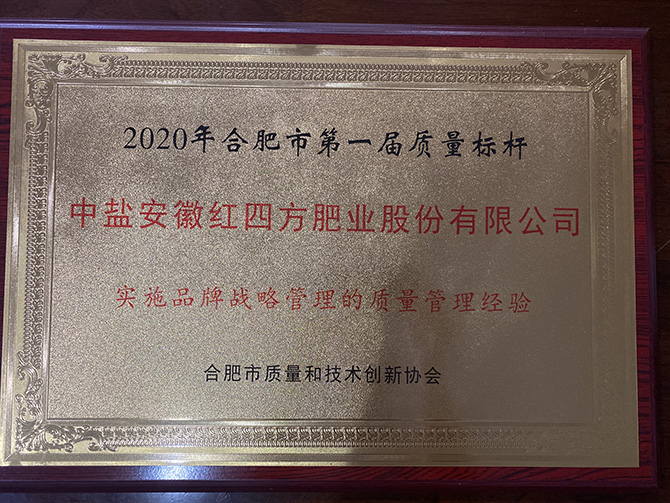 2020年合肥市第一届质量标杆
中盐安徽红四方肥业股份有限公司
实施品牌战略管理的质量管理经验
合肥市质量和技术创新协会